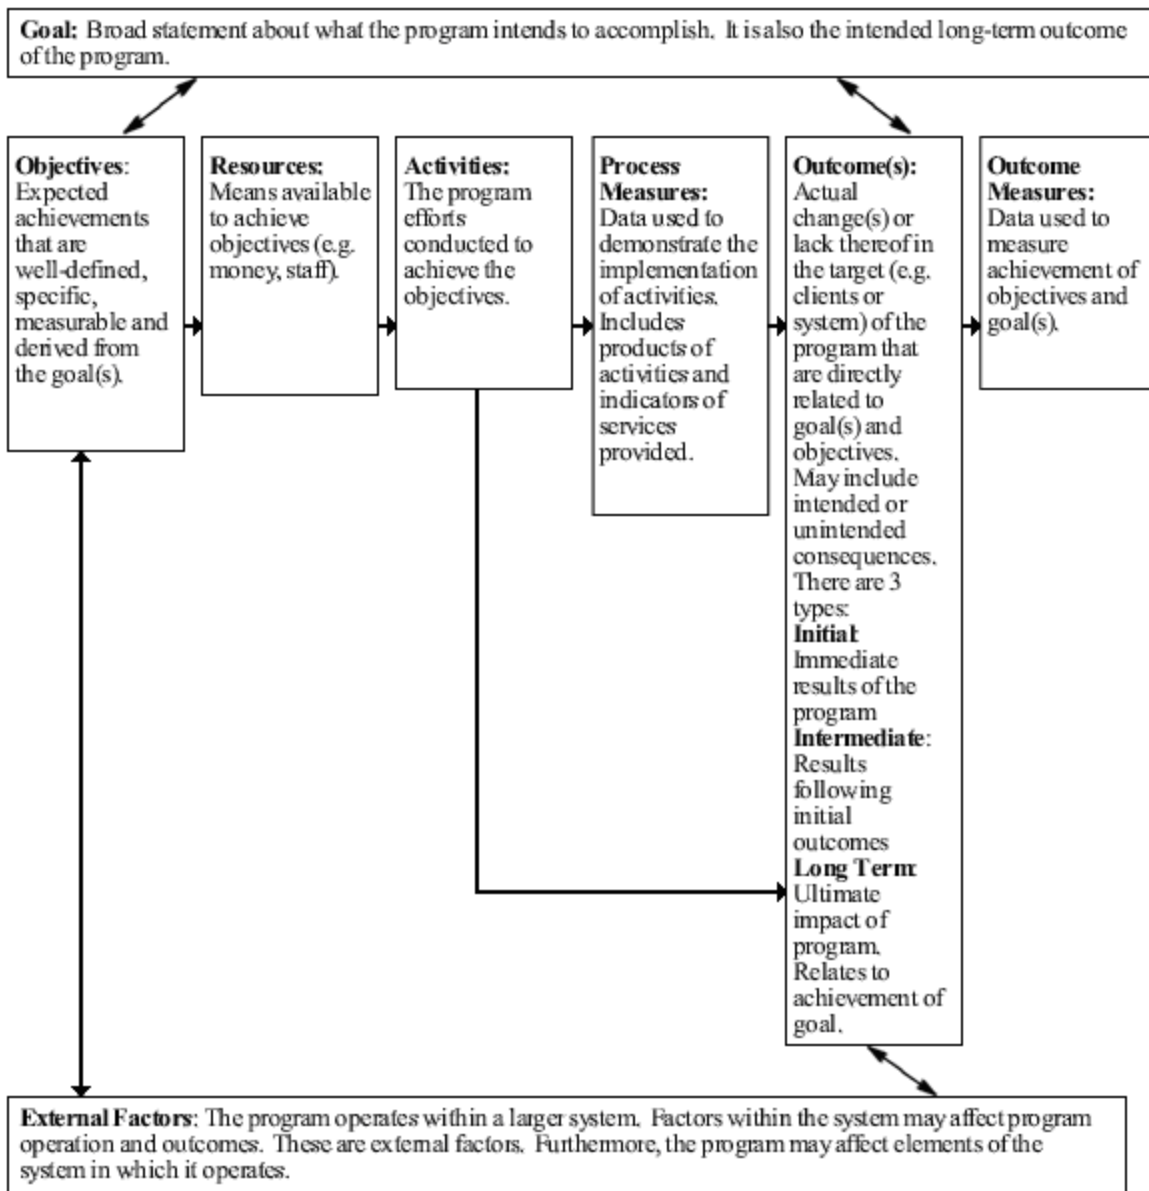 Goal: Broad statement about what the program intends to accomplish. It is also the intended long-term outcome
of the program.
Objectives:
Expected
achievements
that are
well-defined,
specific,
measurable and
derived from
the goal(s).
Resources:
Means available
to achieve
objectives (e.g.
money, staff).
Activities:
The program
efforts
conducted to
achieve the
objectives.
Process
Measures:
Data used to
demonstrate the
implementation
of activities.
Includes
products of
activities and
indicators of
services
provided.
Outcome(s):
Actual
change(s) or
lack thereof in
the target (e.g.
clients or
system) of the
program that
are directly
related to
goal(s) and
objectives.
May include
intended or
unintended
consequences.
There are 3
types:
Initial:
Immediate
results of the
program
Intermediate:
Results
following
initial
outcomes
Long Term:
Ultimate
impact of
program.
Relates to
achievement of
goal.
Outcome
Measures:
Data used to
measure
achievement of
objectives and
goal(s).
External Factors: The program operates within a larger system. Factors within the system may affect program
operation and outcomes. These are external factors. Furthermore, the program may affect elements of the
system in which it operates.